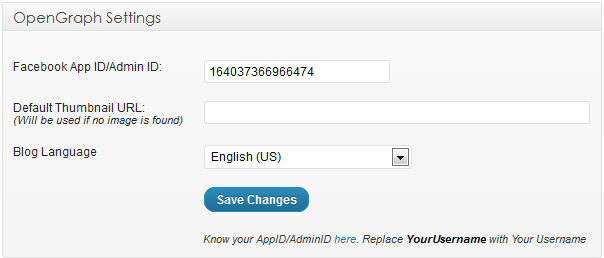 OpenGraph Settings
Facebook App ID/Admin ID:
164037366966474
Default Thumbnail URL:
(Will be used if no image is found)
Blog Language
English (US)
Save Changes
Know your AppID/AdminID here. Replace YourUsername with Your Username